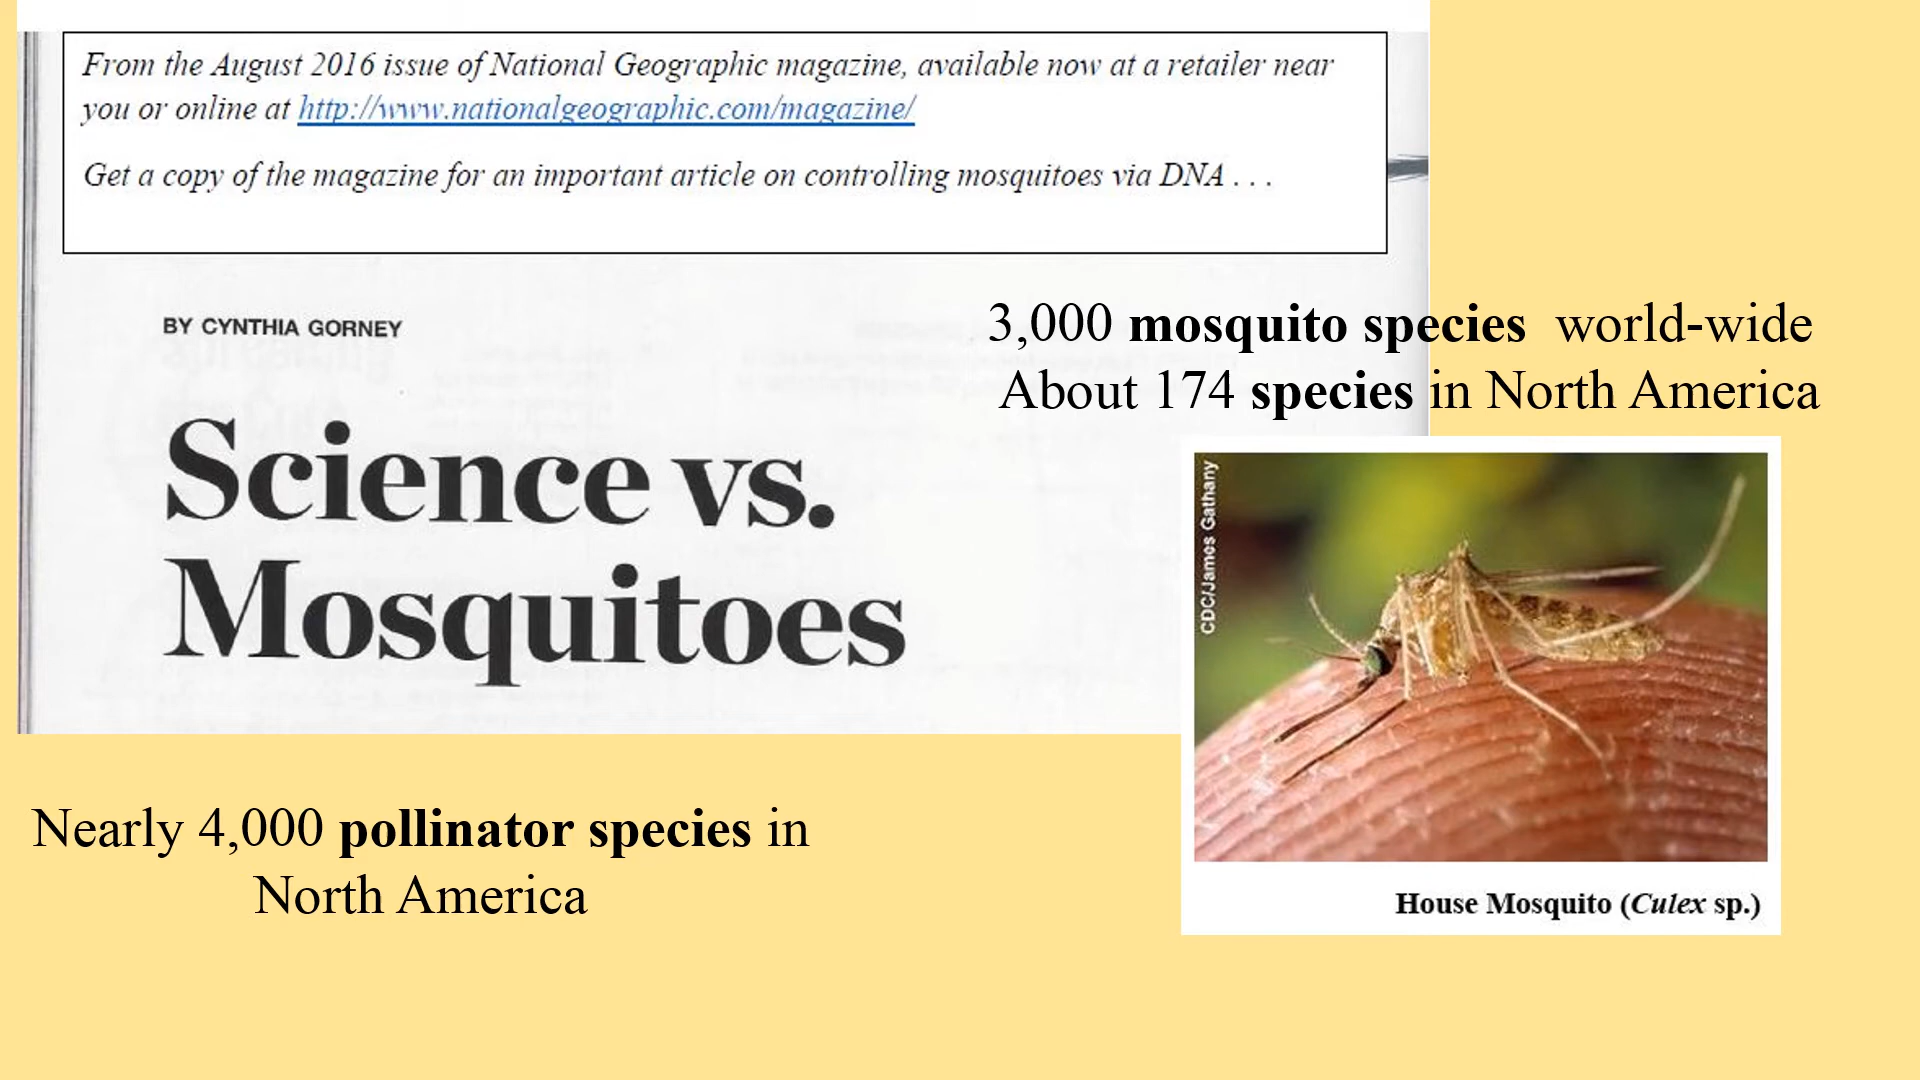 From the August 2016 issue of National Geographic magazine, available now at a retailer near
you or online at http://www.nationalgeographic.com/magazine/
Get a copy of the magazine for an important article on controlling mosquitoes via DNA . . .
BY CYNTHIA GORNEY
Science vs.
Mosquitoes
3,000 mosquito species world-wide
About 174 species in North America
CDC/James Gathany
House Mosquito (Culex sp.)
Nearly 4,000 pollinator species in
North America